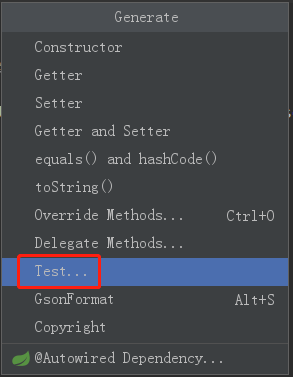 Generate
Constructor
Getter
Setter
Getter and Setter
equals() and hashCode()
toString()
Override Methods... Ctrl+O
Delegate Methods...
Test...
GsonFormat Alt+S
Copyright
@Autowired Dependency...